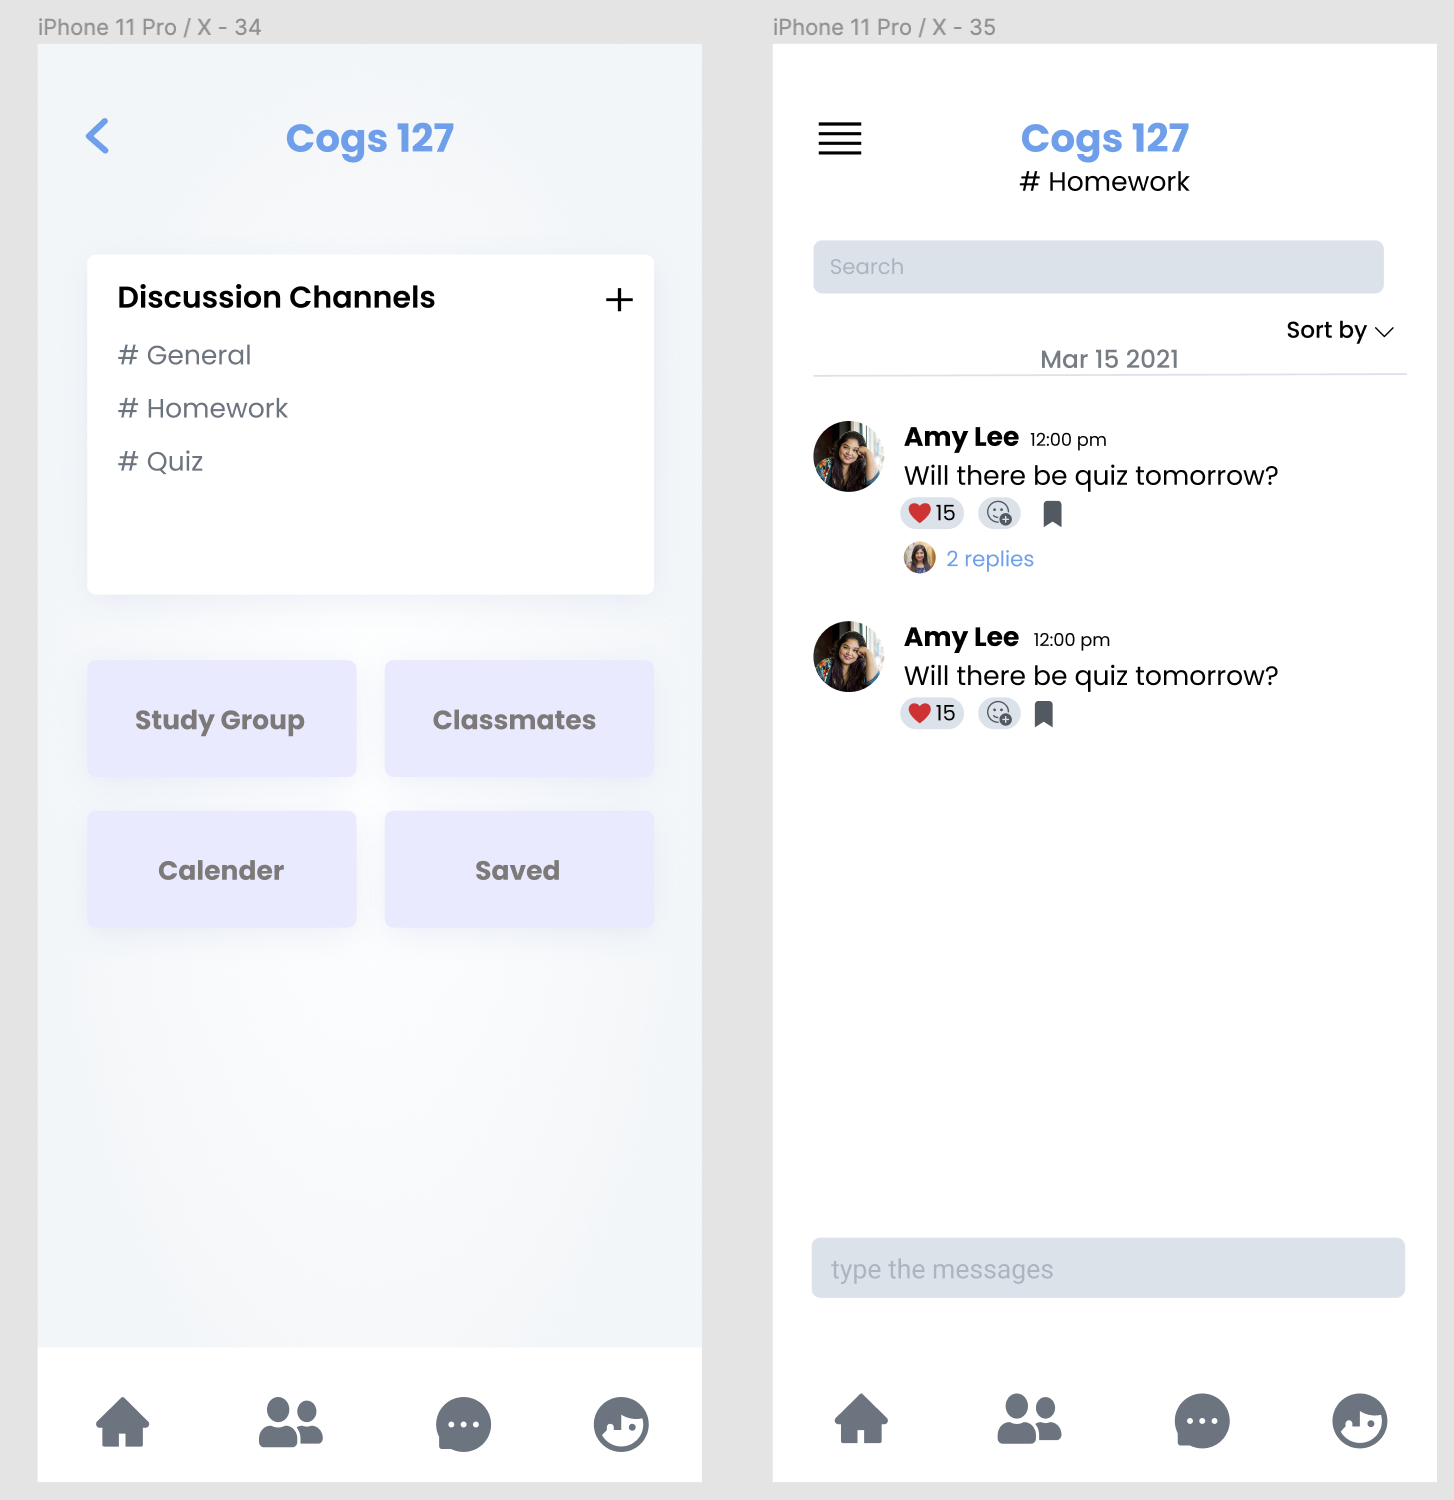 iPhone 11 Pro / X - 34
Cogs 127
Discussion Channels
# General
# Homework
# Quiz
Study Group
Classmates
Calender
Saved
iPhone 11 Pro / X - 35
Cogs 127
# Homework
Search
Sort by
Mar 15 2021
Amy Lee 12:00 pm
Will there be quiz tomorrow?
15
2 replies
Amy Lee 12:00 pm
Will there be quiz tomorrow?
15
type the messages